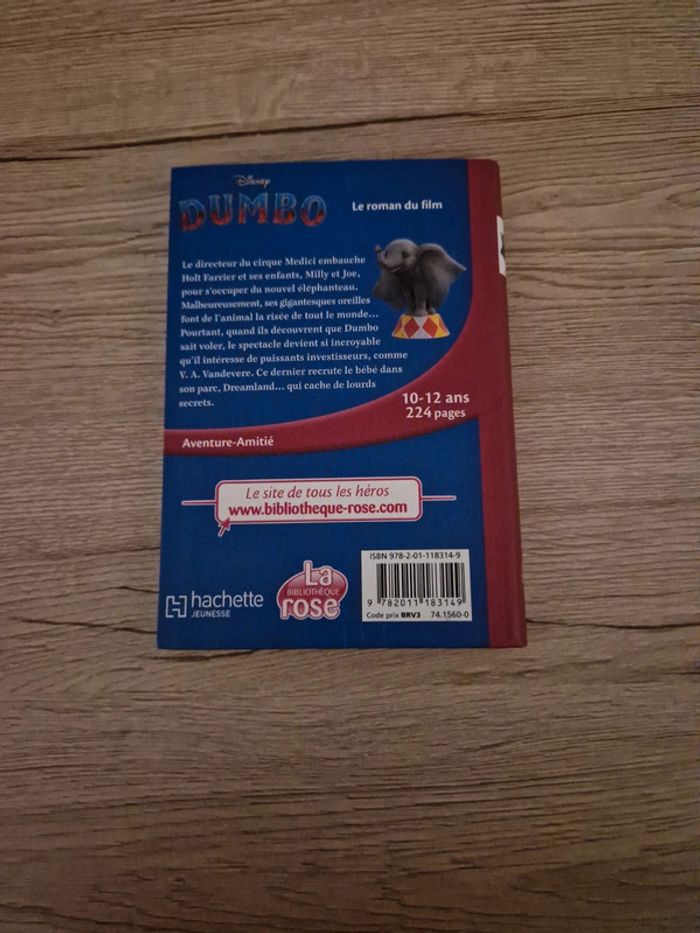 Disney
DUMBO
Le roman du film
Le directeur du cirque Medici embauche
Holt Farrier et ses enfants, Milly et Joe,
pour s'occuper du nouvel éléphanteau.
Malheureusement, ses gigantesques oreilles
font de l'animal la risée de tout le monde...
Pourtant, quand ils découvrent que Dumbo
sait voler, le spectacle devient si incroyable
qu'il intéresse de puissants investisseurs, comme
V. A. Vandevere. Ce dernier recrute le bébé dans
son parc, Dreamland... qui cache de lourds
secrets.
10-12 ans
224 pages
Aventure-Amitié
Le site de tous les héros
www.bibliotheque-rose.com
hachette
JEUNESSE
La
BIBLIOTHÈQUE
rose
ISBN 978-2-01-118314-9
9 782011 183149
Code prix BRV3 74.1560-0